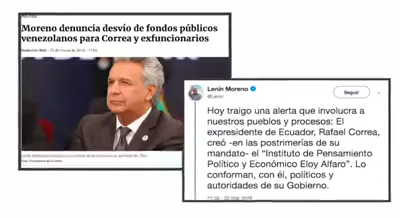 Moreno denuncia desvío de fondos públicos
venezolanos para Correa y exfuncionarios
Lenín Moreno
@Lenin
Seguir
Hoy traigo una alerta que involucra a
nuestros pueblos y procesos: El
expresidente de Ecuador, Rafael Correa,
creó -en las postrimerías de su
mandato- el "Instituto de Pensamiento
Político y Económico Eloy Alfaro". Lo
conforman, con él, políticos y
autoridades de su Gobierno.